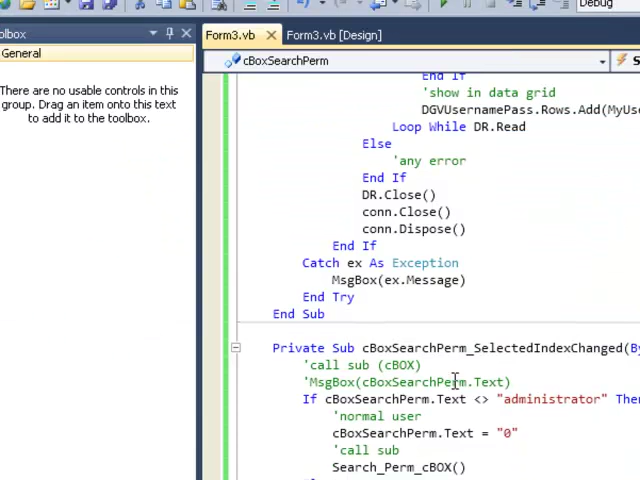 Debug
olbox
Form3.vb
Form3.vb [Design]
General
cBoxSearchPerm
There are no usable controls in this
group. Drag an item onto this text
to add it to the toolbox.
End If
'show in data grid
DGVUsernamePass.Rows.Add(MyUse
Loop While DR.Read
Else
'any error
End If
DR.Close()
conn.Close()
conn.Dispose()
End If
Catch ex As Exception
MsgBox(ex.Message)
End Try
End Sub
Private Sub cBoxSearchPerm_SelectedIndexChanged(By
'call sub (cBOX)
'MsgBox(cBoxSearchPerm.Text)
If cBoxSearchPerm.Text <> "administrator" Then
'normal user
cBoxSearchPerm.Text = "0"
'call sub
Search_Perm_cBOX()